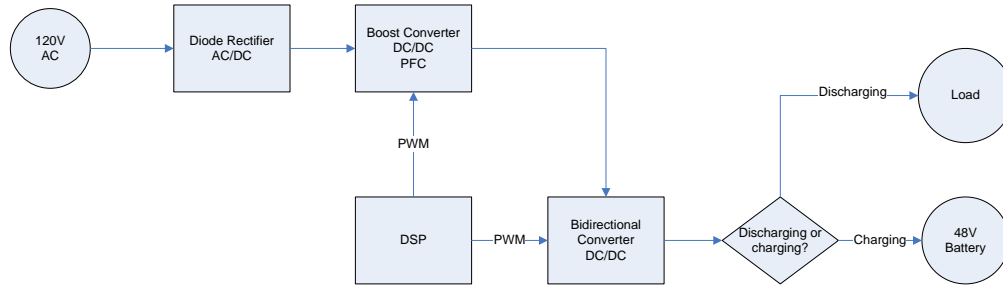 120V
AC
Diode Rectifier
AC/DC
Boost Converter
DC/DC
PFC
Discharging
Load
PWM
DSP
PWM
Bidirectional
Converter
DC/DC
Discharging or
charging?
Charging
48V
Battery